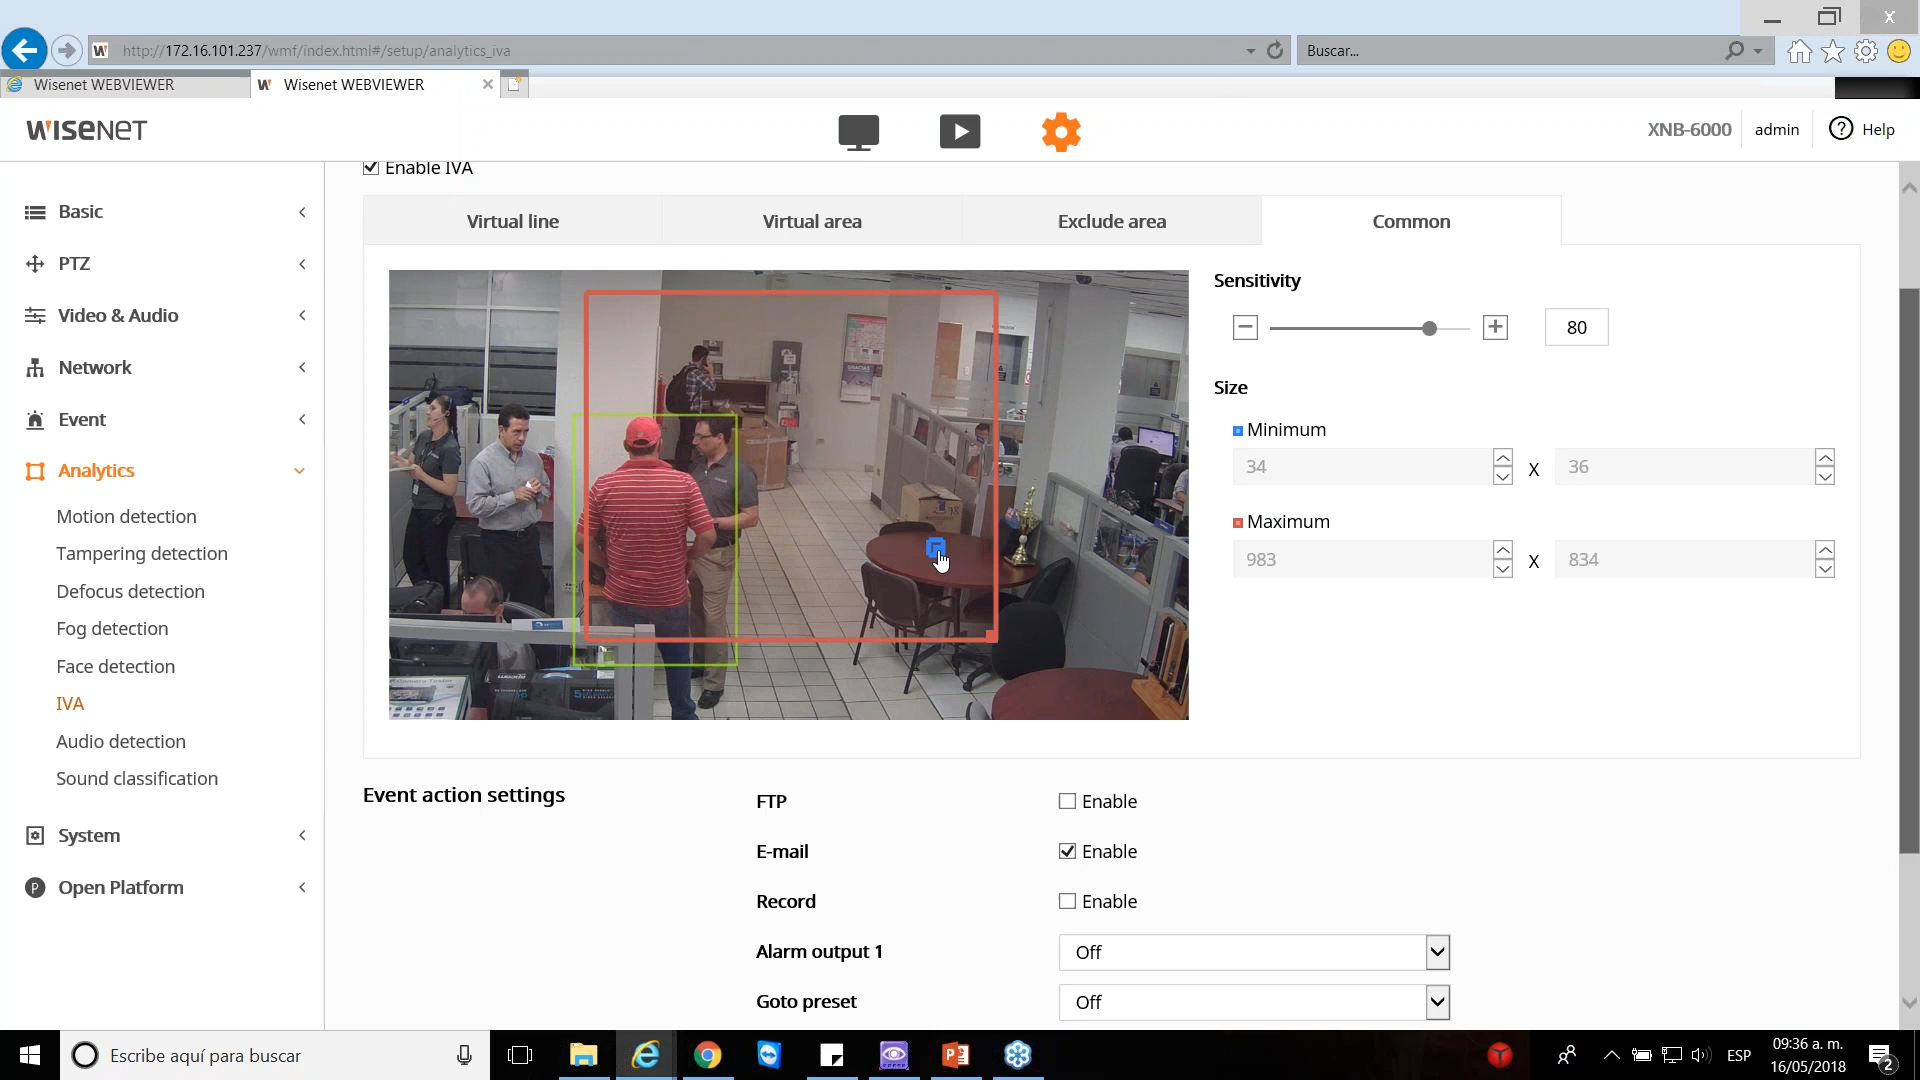 http://172.16.101.237/wmf/index.html#/setup/analytics_iva
Buscar...
Wisenet WEBVIEWER
Wisenet WEBVIEWER
WISENET
XNB-6000
admin
Help
Enable IVA
Basic
PTZ
Video & Audio
Network
Event
Analytics
Motion detection
Tampering detection
Defocus detection
Fog detection
Face detection
IVA
Audio detection
Sound classification
System
Open Platform
Virtual line
Virtual area
Exclude area
Common
GRACIAS
Sensitivity
80
Size
Minimum
34 X 36
Maximum
983 X 834
Event action settings
FTP
Enable
E-mail
Enable
Record
Enable
Alarm output 1
Off
Goto preset
Off
Escribe aquí para buscar
ESP
09:36 a. m.
16/05/2018
2